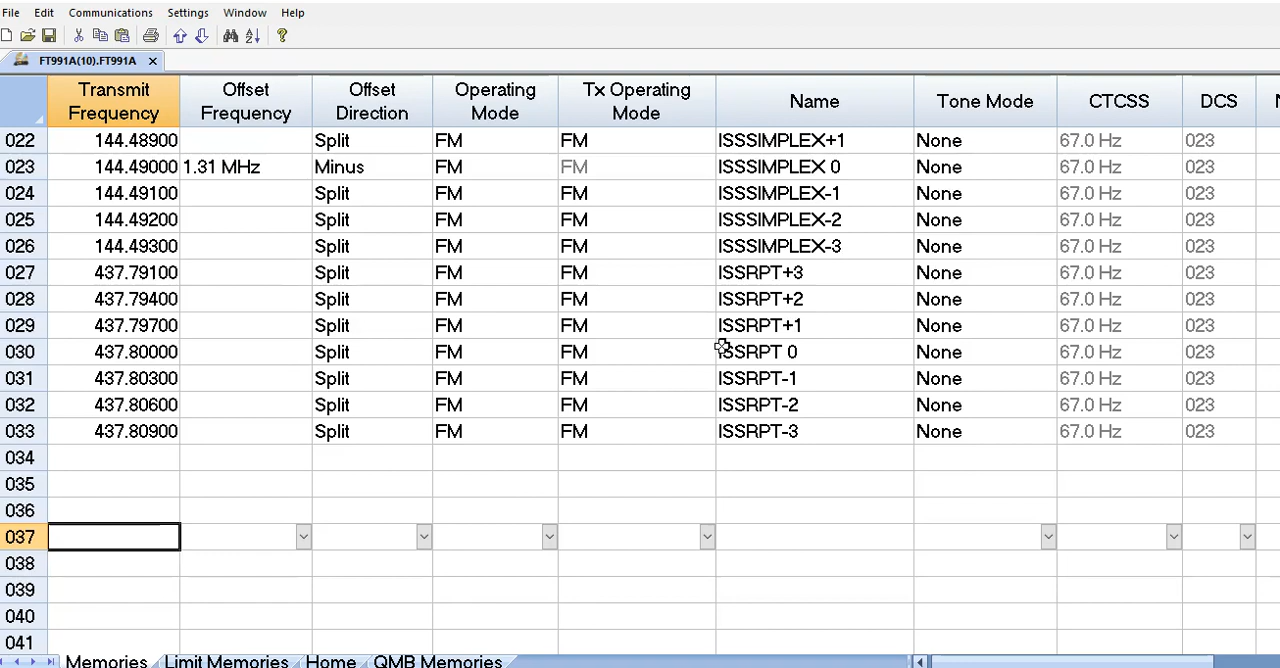 File Edit Communications Settings Window Help
FT991A(10).FT991A
Transmit Frequency Offset Frequency Offset Direction Operating Mode Tx Operating Mode Name Tone Mode CTCSS DCS
022 144.48900 Split FM FM ISSSIMPLEX+1 None 67.0 Hz 023
023 144.49000 1.31 MHz Minus FM FM ISSSIMPLEX 0 None 67.0 Hz 023
024 144.49100 Split FM FM ISSSIMPLEX-1 None 67.0 Hz 023
025 144.49200 Split FM FM ISSSIMPLEX-2 None 67.0 Hz 023
026 144.49300 Split FM FM ISSSIMPLEX-3 None 67.0 Hz 023
027 437.79100 Split FM FM ISSRPT+3 None 67.0 Hz 023
028 437.79400 Split FM FM ISSRPT+2 None 67.0 Hz 023
029 437.79700 Split FM FM ISSRPT+1 None 67.0 Hz 023
030 437.80000 Split FM FM ISSRPT 0 None 67.0 Hz 023
031 437.80300 Split FM FM ISSRPT-1 None 67.0 Hz 023
032 437.80600 Split FM FM ISSRPT-2 None 67.0 Hz 023
033 437.80900 Split FM FM ISSRPT-3 None 67.0 Hz 023
034
035
036
037
038
039
040
041
Memories Limit Memories Home QMB Memories